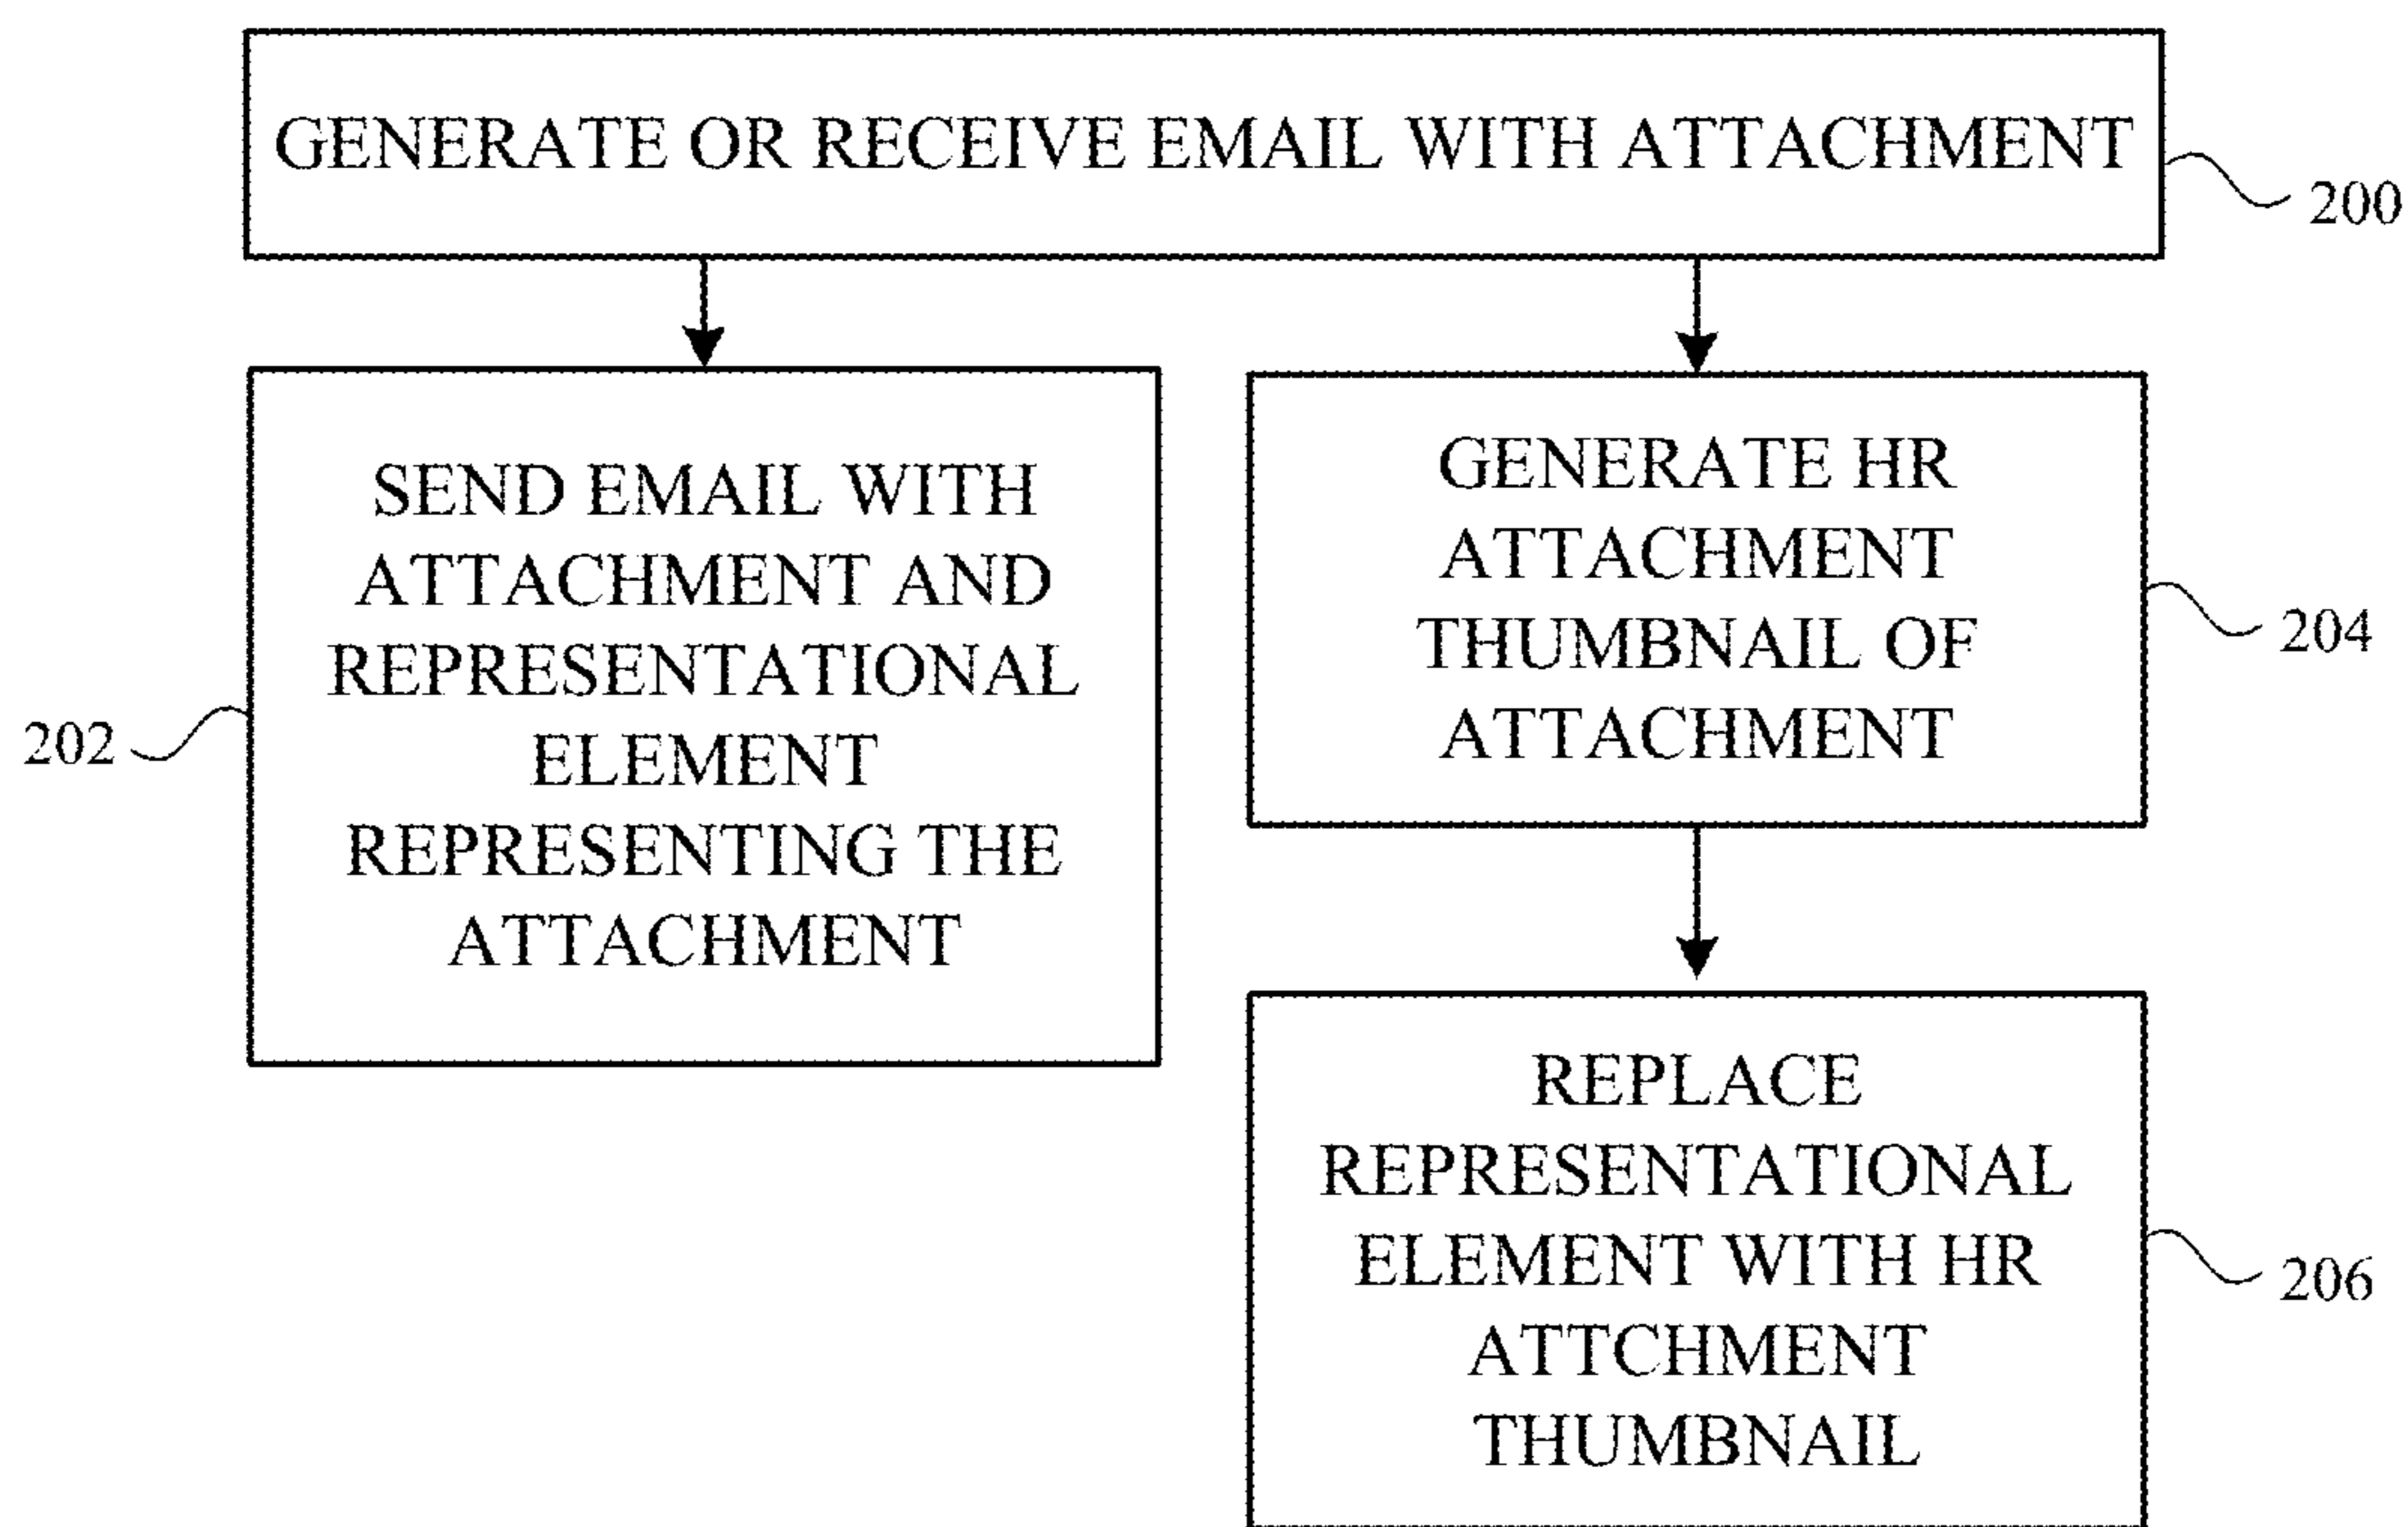 GENERATE OR RECEIVE EMAIL WITH ATTACHMENT
200
SEND EMAIL WITH
ATTACHMENT AND
REPRESENTATIONAL
ELEMENT
REPRESENTING THE
ATTACHMENT
202
GENERATE HR
ATTACHMENT
THUMBNAIL OF
ATTACHMENT
204
REPLACE
REPRESENTATIONAL
ELEMENT WITH HR
ATTCHMENT
THUMBNAIL
206